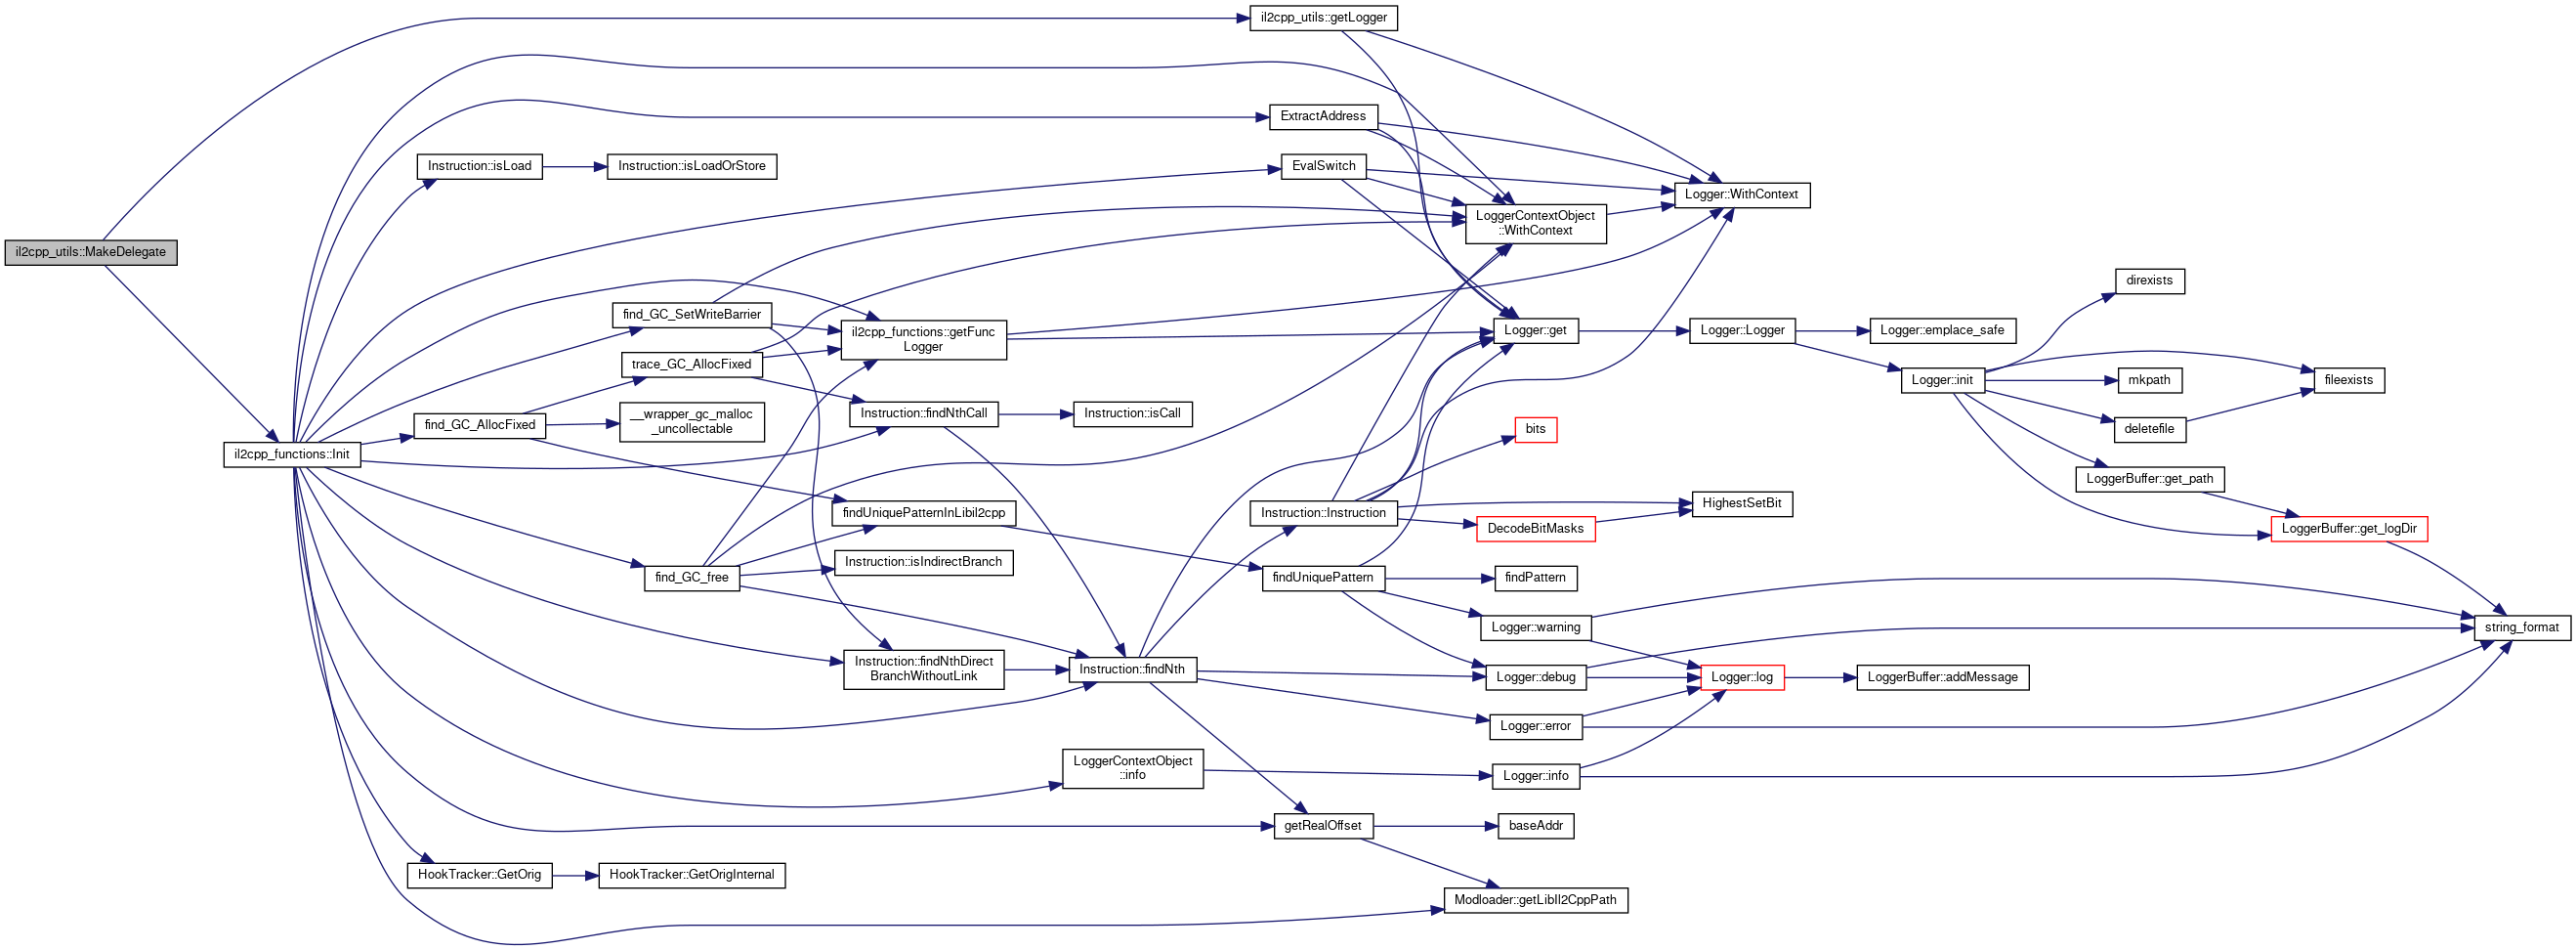 il2cpp_utils::MakeDelegate
il2cpp_functions::Init
Instruction::isLoad
Instruction::isLoadOrStore
find_GC_SetWriteBarrier
trace_GC_AllocFixed
find_GC_AllocFixed
__wrapper_gc_malloc
_uncollectable
find_GC_free
HookTracker::GetOrig
HookTracker::GetOrigInternal
il2cpp_functions::getFunc
Logger
Instruction::findNthCall
Instruction::isCall
findUniquePatternInLibil2cpp
Instruction::isIndirectBranch
Instruction::findNthDirect
BranchWithoutLink
Instruction::findNth
LoggerContextObject
::info
il2cpp_utils::getLogger
ExtractAddress
EvalSwitch
LoggerContextObject
::WithContext
Logger::WithContext
Logger::get
Logger::Logger
Logger::emplace_safe
Instruction::Instruction
bits
DecodeBitMasks
HighestSetBit
findUniquePattern
findPattern
Logger::warning
Logger::debug
Logger::error
Logger::info
Logger::log
LoggerBuffer::addMessage
getRealOffset
baseAddr
Modloader::getLibIl2CppPath
Logger::init
direxists
fileexists
mkpath
deletefile
LoggerBuffer::get_path
LoggerBuffer::get_logDir
string_format